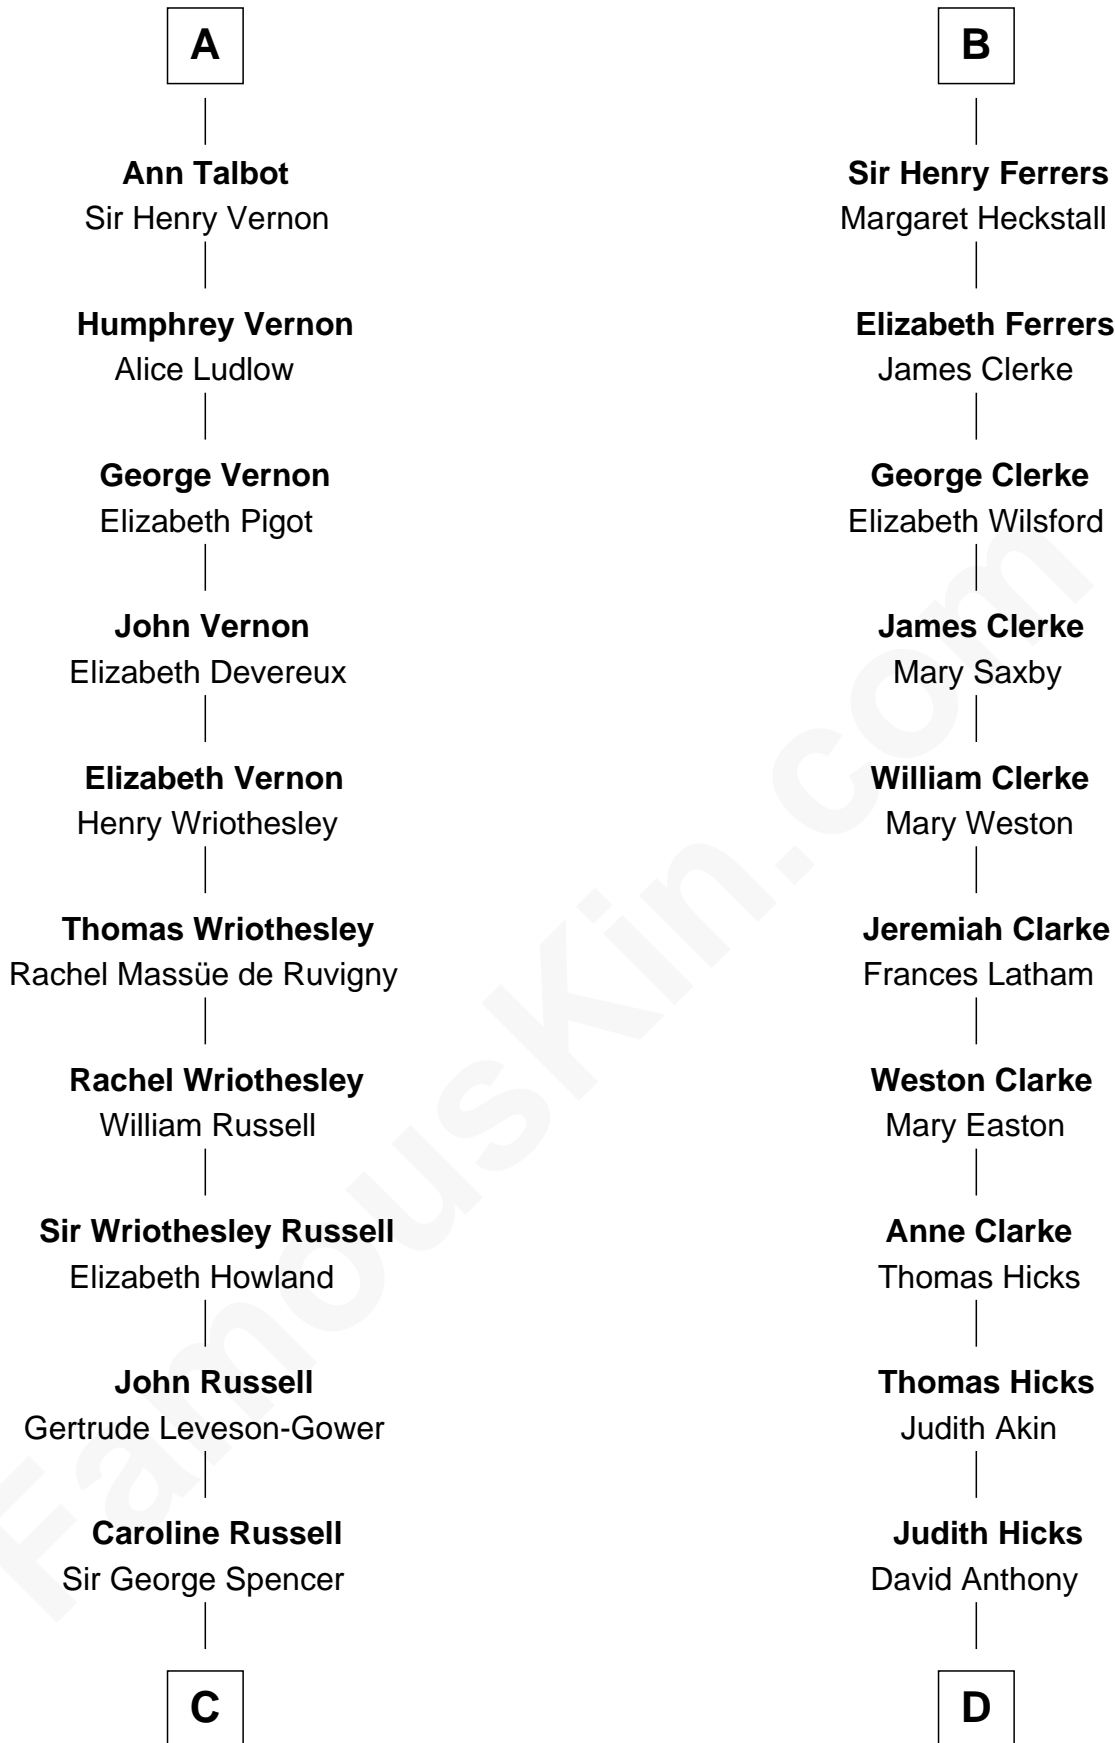 A
Ann Talbot
Sir Henry Vernon
Humphrey Vernon
Alice Ludlow
George Vernon
Elizabeth Pigot
John Vernon
Elizabeth Devereux
Elizabeth Vernon
Henry Wriothesley
Thomas Wriothesley
Rachel Massüe de Ruvigny
Rachel Wriothesley
William Russell
Sir Wriothesley Russell
Elizabeth Howland
John Russell
Gertrude Leveson-Gower
Caroline Russell
Sir George Spencer
C
B
Sir Henry Ferrers
Margaret Heckstall
Elizabeth Ferrers
James Clerke
George Clerke
Elizabeth Wilsford
James Clerke
Mary Saxby
William Clerke
Mary Weston
Jeremiah Clarke
Frances Latham
Weston Clarke
Mary Easton
Anne Clarke
Thomas Hicks
Thomas Hicks
Judith Akin
Judith Hicks
David Anthony
D
FamousKin.com